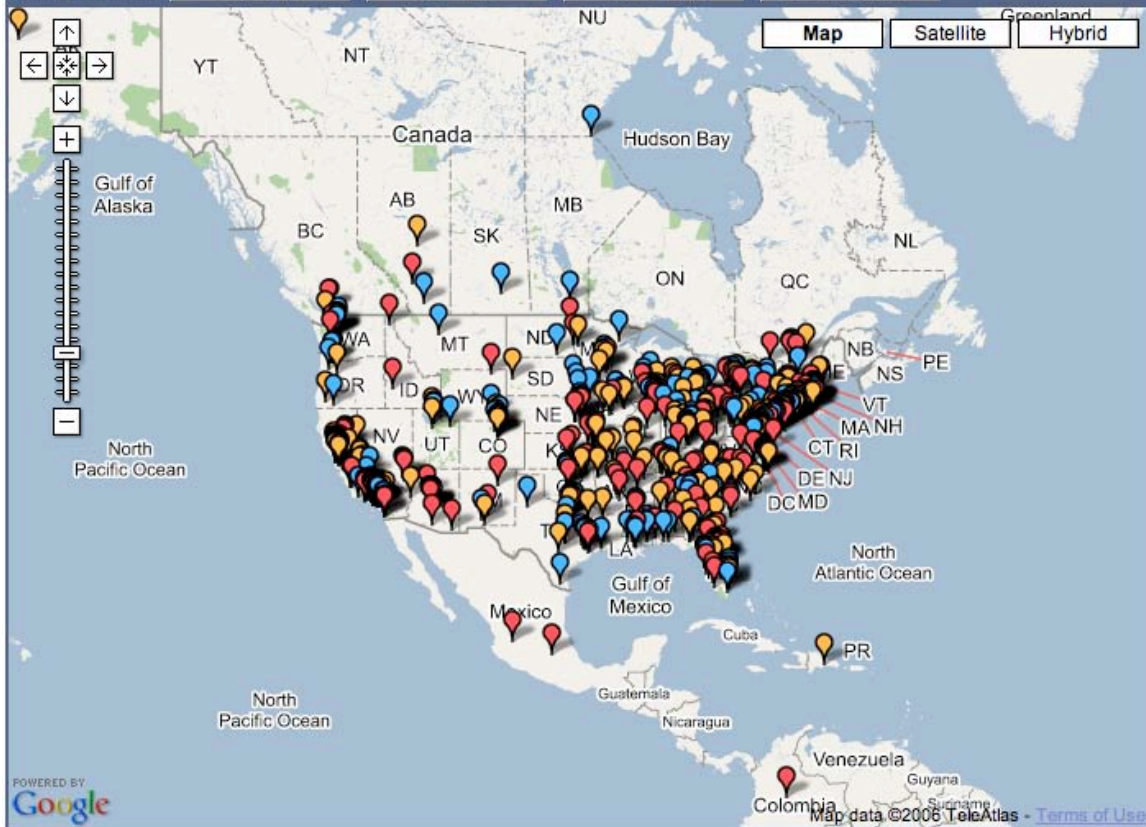 NU
Greenland
Map
Satellite
Hybrid
NT
YT
Canada
Hudson Bay
Gulf of
Alaska
AB
BC
SK
MB
NL
ON
QC
WA
MT
ND
NB
PE
NS
OR
ID
SD
WY
VT
NH
MA
NE
NV
UT
CO
CT RI
North
Pacific Ocean
DE NJ
DC MD
LA
North
Atlantic Ocean
Gulf of
Mexico
Mexico
Cuba
PR
North
Pacific Ocean
Guatemala
Nicaragua
Venezuela
Guyana
POWERED BY
Google
Colombia
Suriname
Map data ©2006 TeleAtlas - Terms of Use